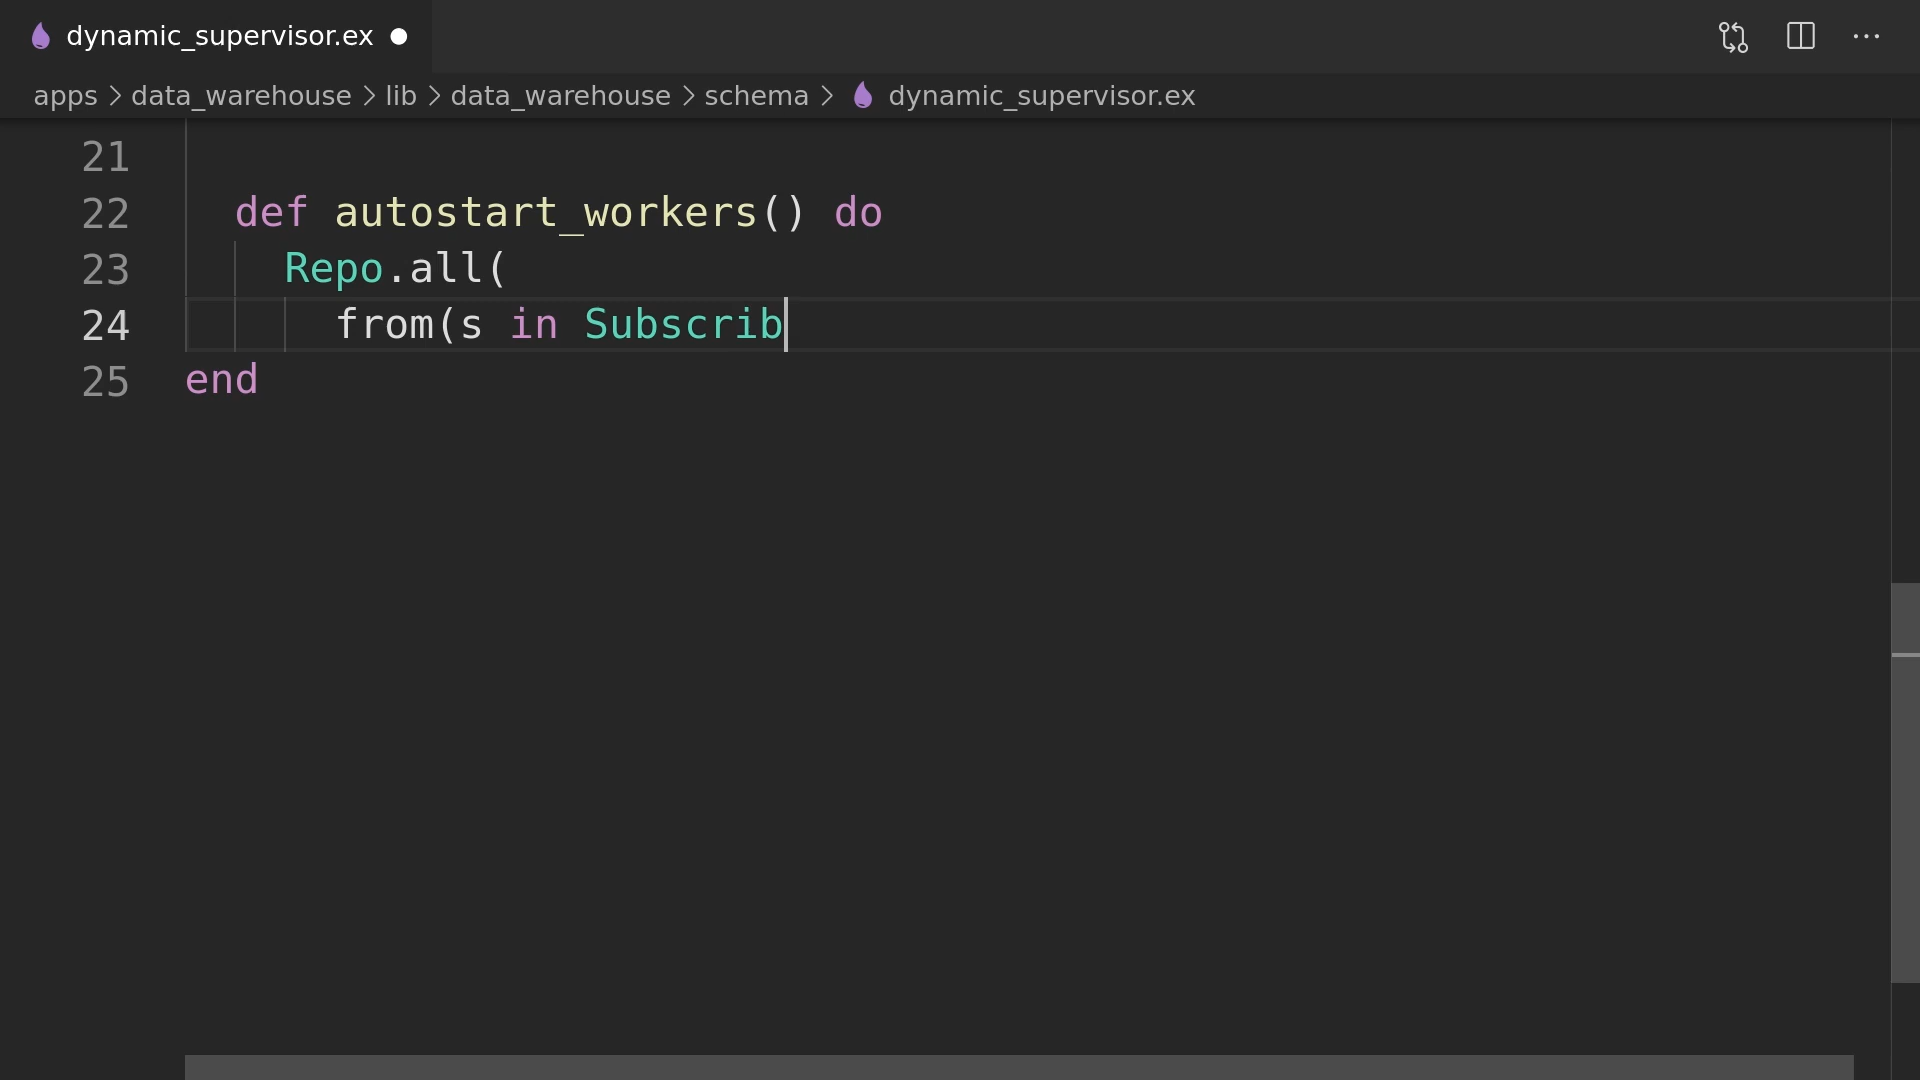 dynamic_supervisor.ex
apps > data_warehouse > lib > data_warehouse > schema > dynamic_supervisor.ex
21
22 def autostart_workers() do
23 Repo.all(
24 from(s in Subscrib
25 end